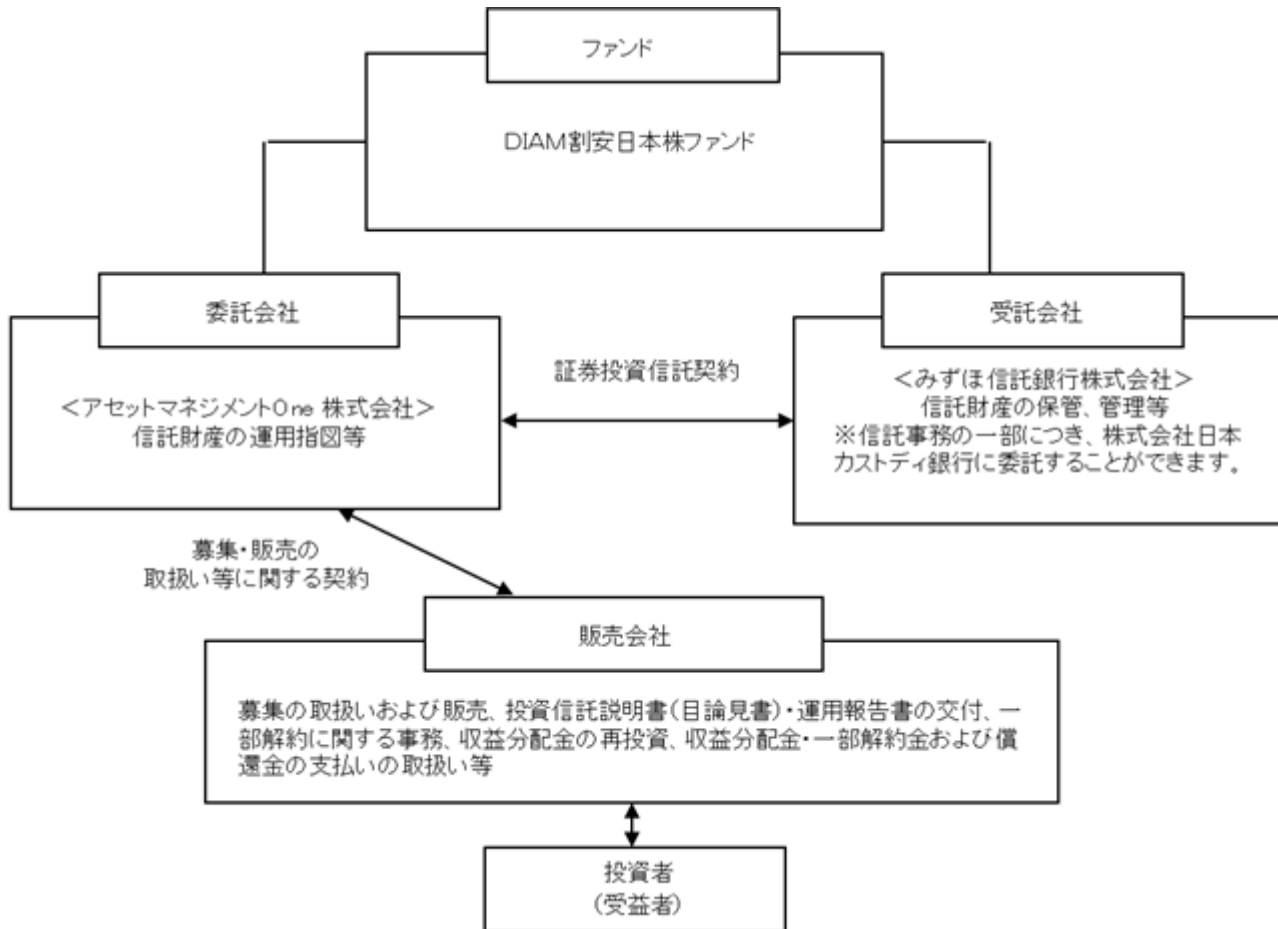 ファンド
DIAM割安日本株ファンド
委託会社
<アセットマネジメントOne 株式会社>
信託財産の運用指図等
証券投資信託契約
受託会社
<みずほ信託銀行株式会社>
信託財産の保管、管理等
※信託事務の一部につき、株式会社日本
カストディ銀行に委託することができます。
募集・販売の
取扱い等に関する契約
販売会社
募集の取扱いおよび販売、投資信託説明書(目論見書)・運用報告書の交付、一
部解約に関する事務、収益分配金の再投資、収益分配金・一部解約金および償
還金の支払いの取扱い等
投資者
(受益者)